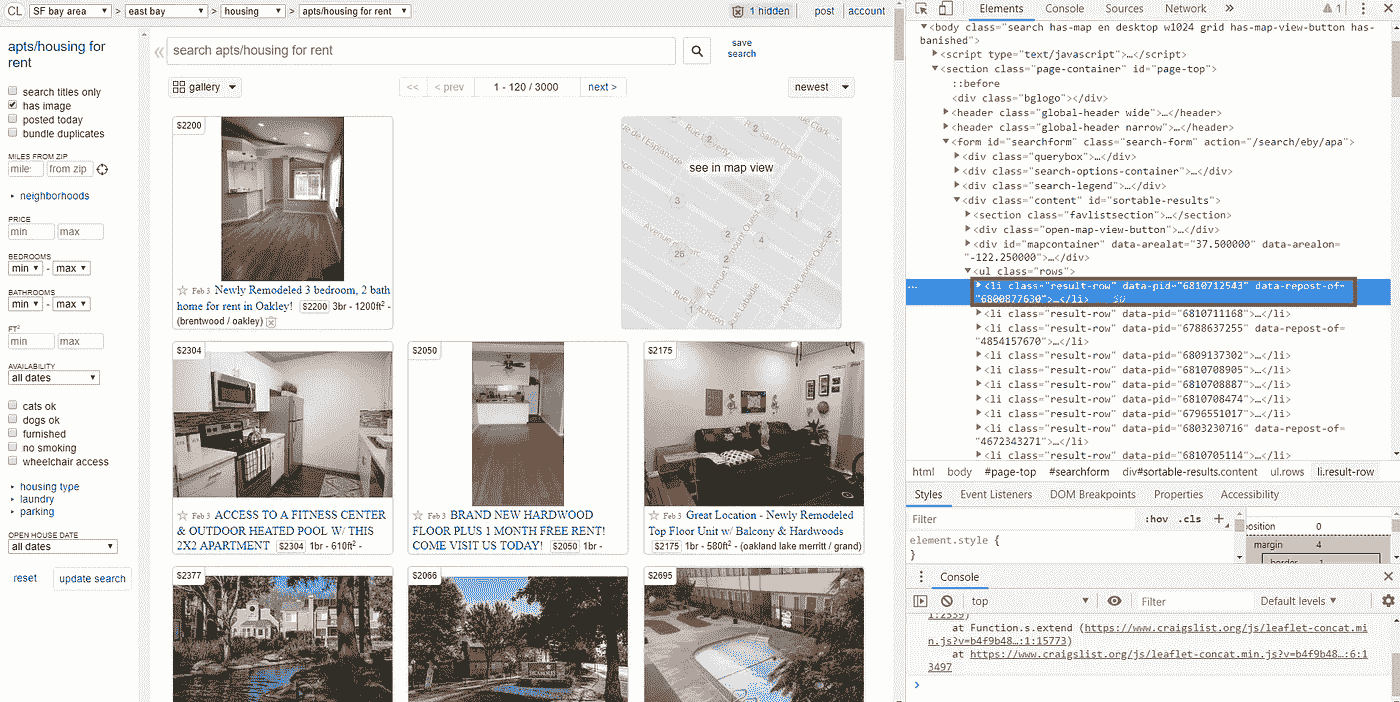 CL SF bay area > east bay > housing > apts/housing for rent 1 hidden post account
apts/housing for
rent
search titles only
has image
posted today
bundle duplicates
MILES FROM ZIP
miles from zip
neighborhoods
PRICE
min max
BEDROOMS
min - max
BATHROOMS
min - max
FT²
min max
AVAILABILITY
all dates
cats ok
dogs ok
furnished
no smoking
wheelchair access
housing type
laundry
parking
OPEN HOUSE DATE
all dates
reset update search
search apts/housing for rent
save
search
gallery << < prev 1 - 120 / 3000 next > newest
$2200
Feb 3 Newly Remodeled 3 bedroom, 2 bath
home for rent in Oakley! $2200 3br - 1200ft² -
(brentwood / oakley)
see in map view
$2304
Feb 3 ACCESS TO A FITNESS CENTER
& OUTDOOR HEATED POOL W/ THIS
2X2 APARTMENT $2304 1br - 610ft² -
$2050
Feb 3 BRAND NEW HARDWOOD
FLOOR PLUS 1 MONTH FREE RENT!
COME VISIT US TODAY! $2050 1br -
$2175
Feb 3 Great Location - Newly Remodeled
Top Floor Unit w/ Balcony & Hardwoods
$2175 1br - 580ft² - (oakland lake merritt / grand)
$2377
$2066
$2695
Elements Console Sources Network » 1
<body class="search has-map en desktop w1024 grid has-map-view-button has-
banished">
<script type="text/javascript">…</script>
<section class="page-container" id="page-top">
::before
<div class="bglogo"></div>
<header class="global-header wide">…</header>
<header class="global-header narrow">…</header>
<form id="searchform" class="search-form" action="/search/eby/apa">
<div class="querybox">…</div>
<div class="search-options-container">…</div>
<div class="search-legend">…</div>
<div class="content" id="sortable-results">
<section class="favlistsection">…</section>
<div class="open-map-view-button">…</div>
<div id="mapcontainer" data-arealat="37.500000" data-arealon=
"-122.250000">…</div>
<ul class="rows">
<li class="result-row" data-pid="6810712543" data-repost-of=
"6800877630">…</li> == $0
<li class="result-row" data-pid="6810711168">…</li>
<li class="result-row" data-pid="6788637255" data-repost-of=
"4854157670">…</li>
<li class="result-row" data-pid="6809137302">…</li>
<li class="result-row" data-pid="6810708905">…</li>
<li class="result-row" data-pid="6810708887">…</li>
<li class="result-row" data-pid="6810708474">…</li>
<li class="result-row" data-pid="6796551017">…</li>
<li class="result-row" data-pid="6803230716" data-repost-of=
"4672343271">…</li>
<li class="result-row" data-pid="6810705114">…</li>
html body #page-top #searchform div#sortable-results.content ul.rows li.result-row
Styles Event Listeners DOM Breakpoints Properties Accessibility
Filter :hov .cls +
element.style {
}
position 0
margin 4
border 1
Console
top Filter Default levels
1:2539)
at Function.s.extend (https://www.craigslist.org/js/leaflet-concat.mi
n.js?v=b4f9b48…:1:15773)
at https://www.craigslist.org/js/leaflet-concat.min.js?v=b4f9b48…:6:1
3497
>